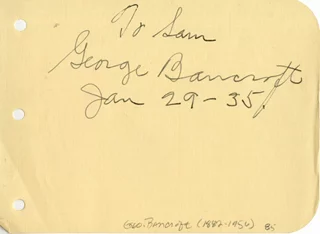 To Sam
George Bancroft
Jan 29-35
Geo. Bancroft (1882-1956) 85